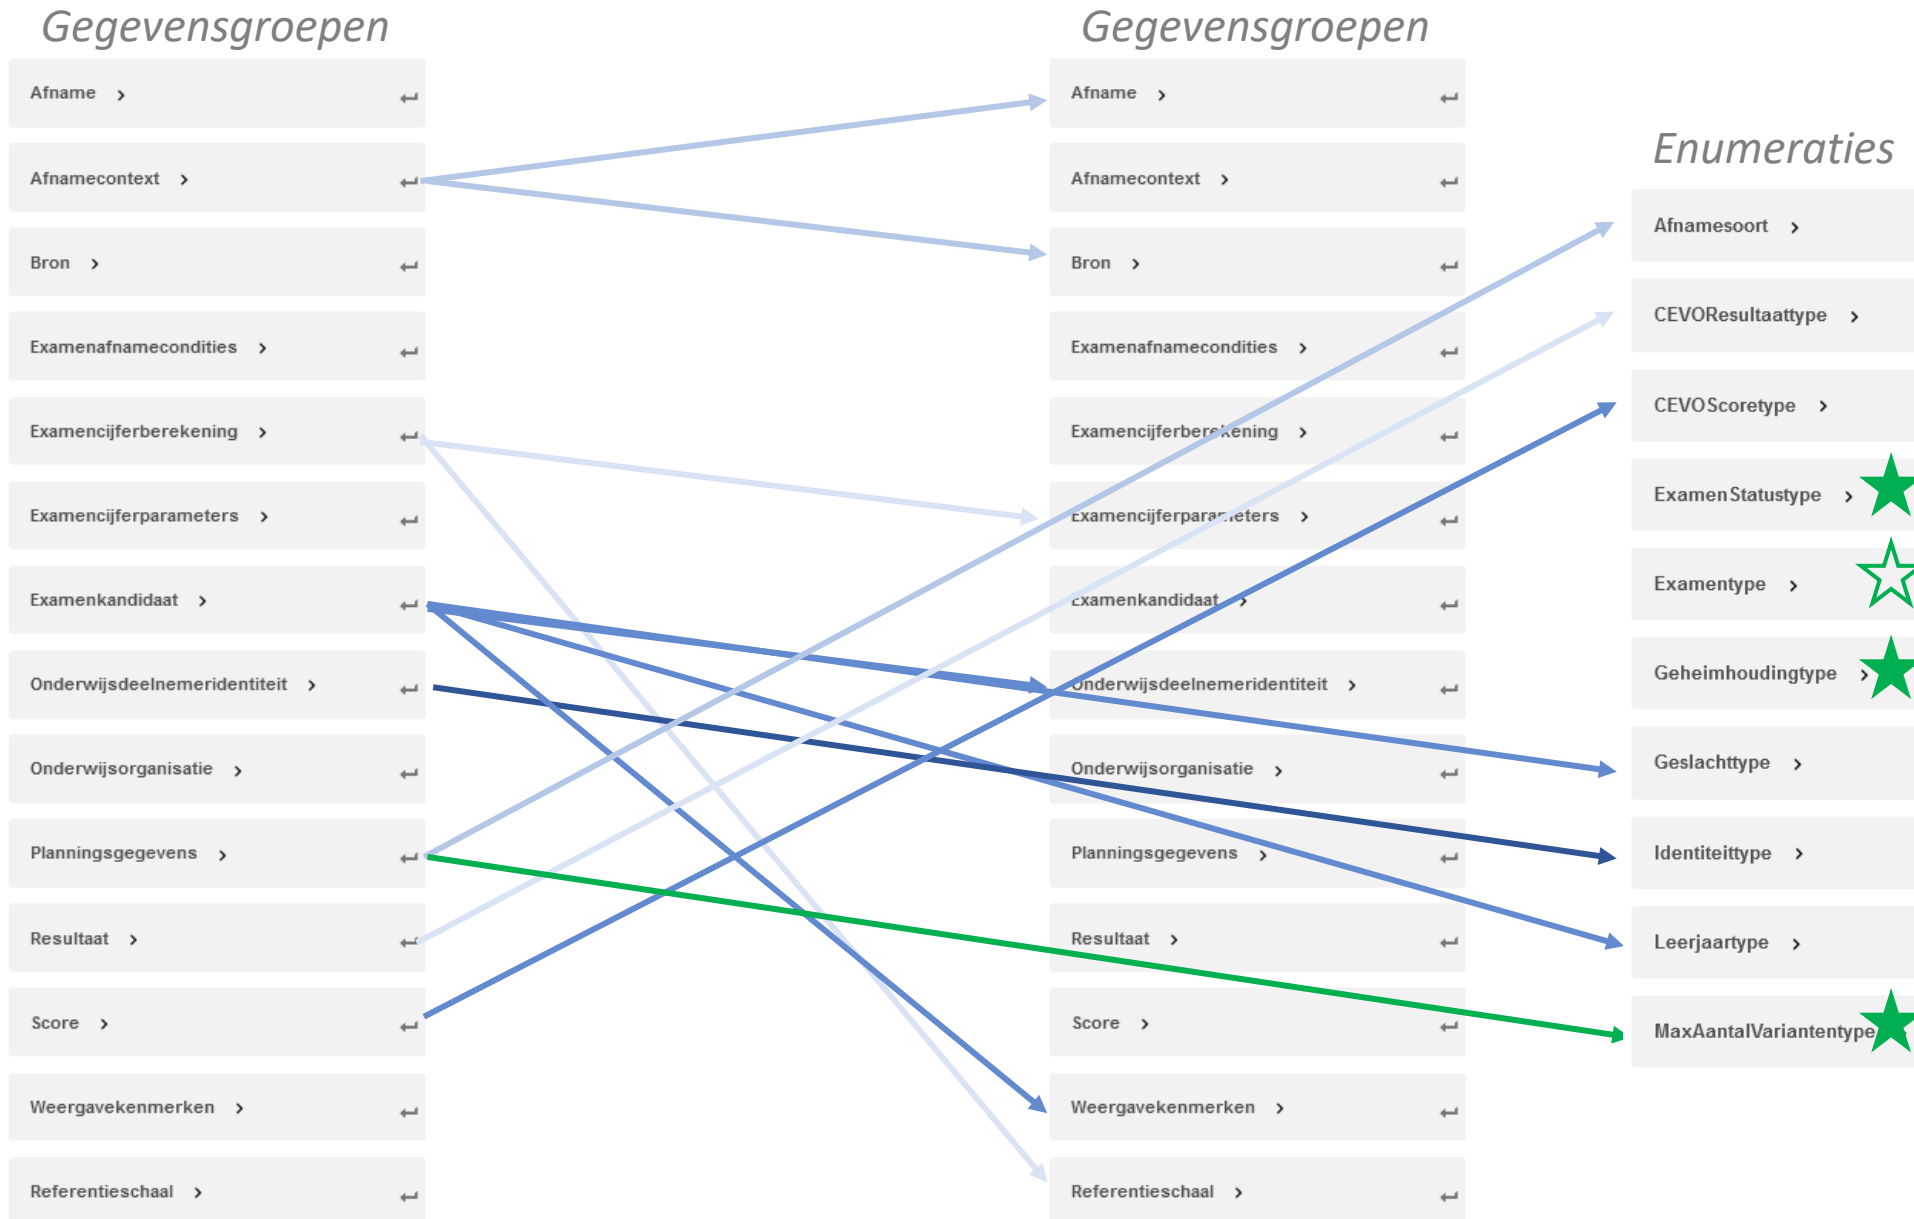 Gegevensgroepen
Afname
Afnamecontext
Bron
Examenafnamecondities
Examencijferberekening
Examencijferparameters
Examenkandidaat
Onderwijsdeelnemeridentiteit
Onderwijsorganisatie
Planningsgegevens
Resultaat
Score
Weergavekenmerken
Referentieschaal
Gegevensgroepen
Afname
Afnamecontext
Bron
Examenafnamecondities
Examencijferberekening
Examencijferparameters
Examenkandidaat
Onderwijsdeelnemeridentiteit
Onderwijsorganisatie
Planningsgegevens
Resultaat
Score
Weergavekenmerken
Referentieschaal
Enumeraties
Afnamesoort
CEVOResultaattype
CEVOScoretype
ExamenStatustype
Examentype
Geheimhoudingtype
Geslachttype
Identiteittype
Leerjaartype
MaxAantalVariantentype